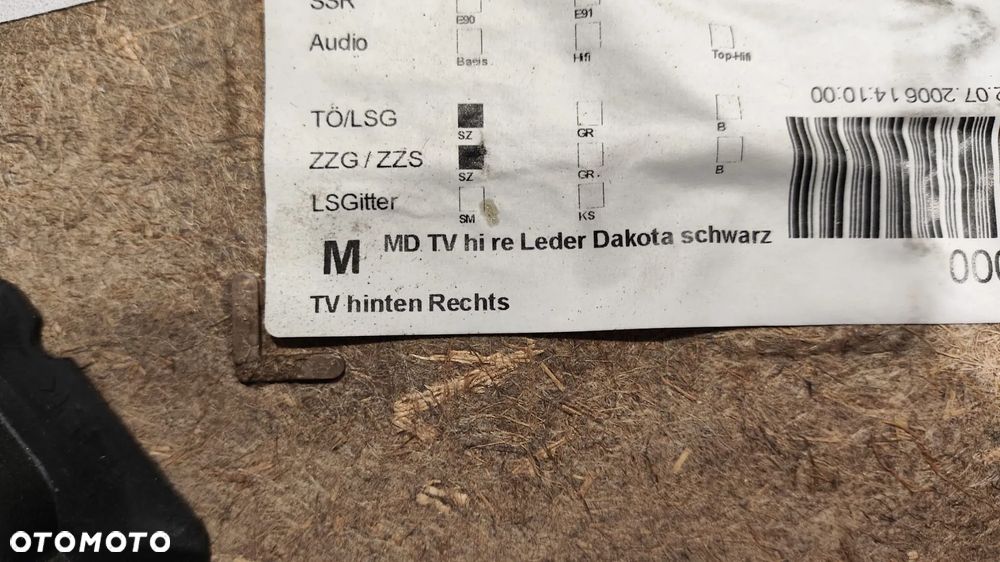 SSR E90 E91
Audio Basis Hifi Top-Hifi
2.07.2006 14:10:00
TÖ/LSG SZ GR B
ZZG / ZZS SZ GR B
LSGitter SM KS
M MD TV hi re Leder Dakota schwarz
000
TV hinten Rechts
OTOMOTO